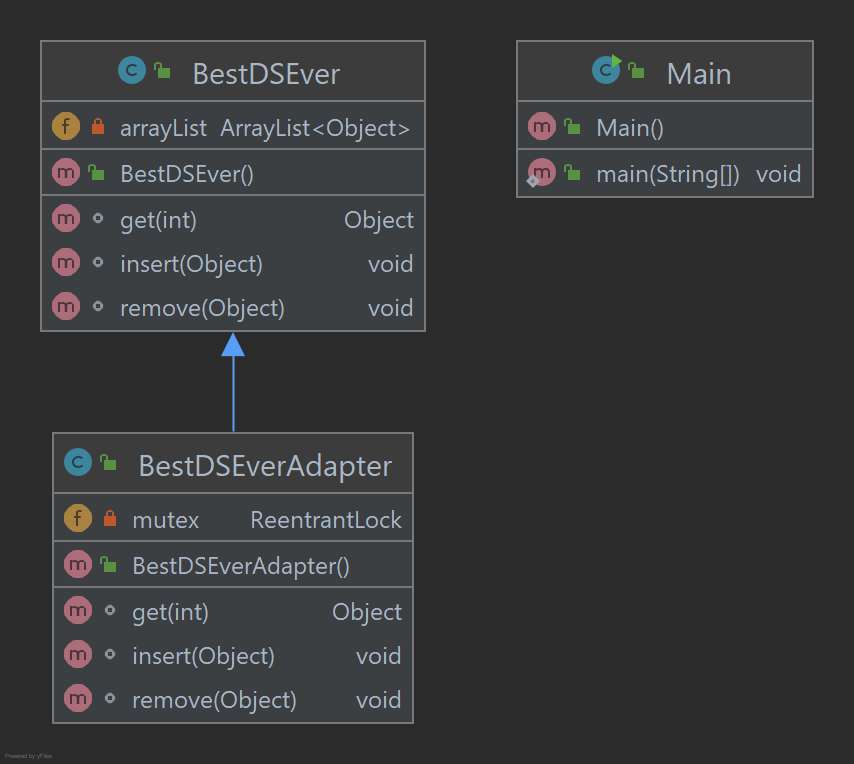 BestDSEver
arrayList ArrayList<Object>
BestDSEver()
get(int) Object
insert(Object) void
remove(Object) void
Main
Main()
main(String[]) void
BestDSEverAdapter
mutex ReentrantLock
BestDSEverAdapter()
get(int) Object
insert(Object) void
remove(Object) void
Powered by yFiles